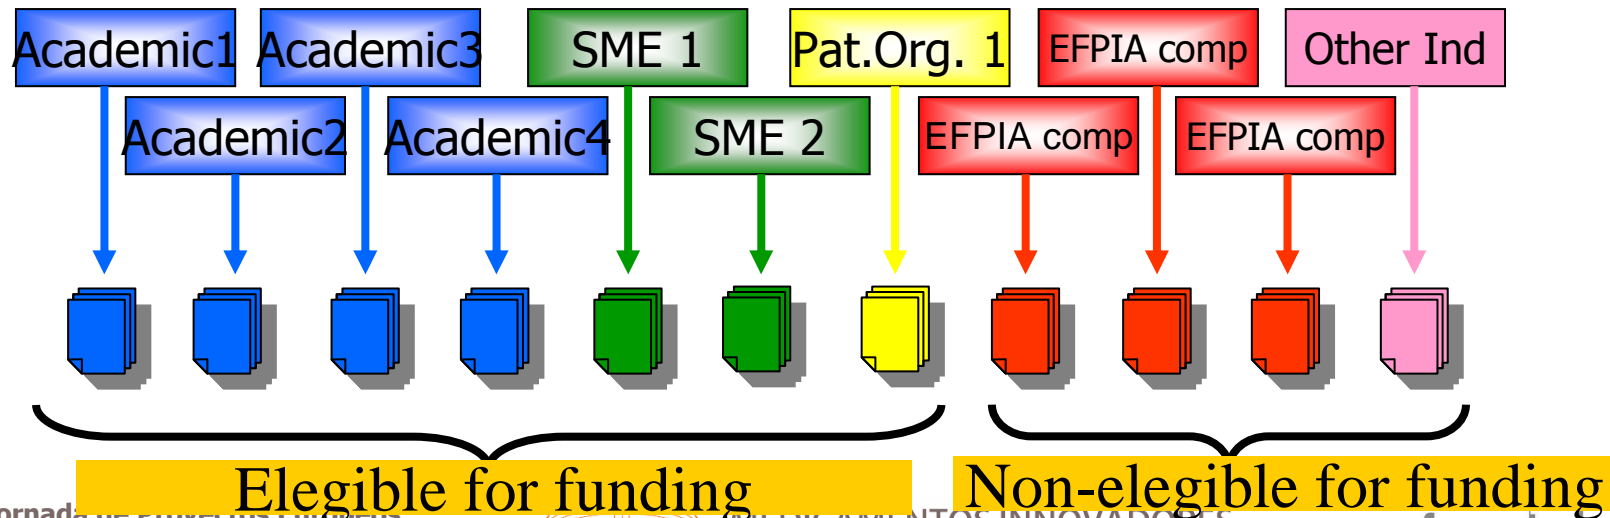 Academic1 Academic3 SME 1 Pat.Org. 1 EFPIA comp Other Ind
Academic2 Academic4 SME 2 EFPIA comp EFPIA comp
Elegible for funding Non-elegible for funding